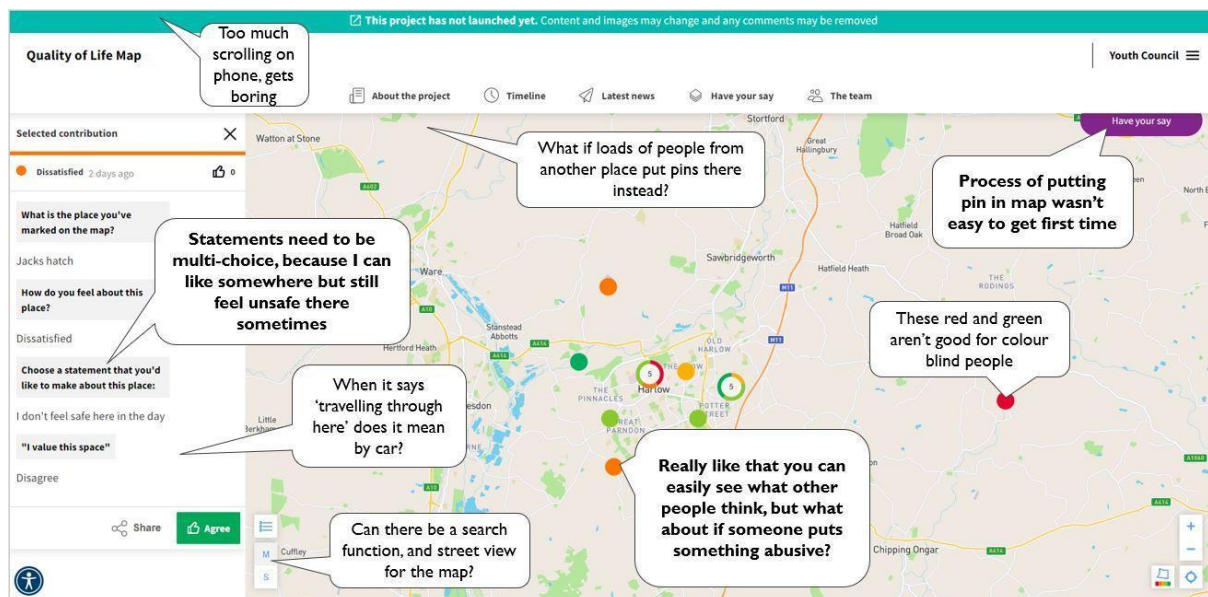 This project has not launched yet. Content and images may change and any comments may be removed
Too much
scrolling on
phone, gets
boring
Quality of Life Map
Youth Council
About the project
Timeline
Latest news
Have your say
The team
Selected contribution
Dissatisfied 2 days ago
0
What is the place you've
marked on the map?
Jacks hatch
How do you feel about this
place?
Dissatisfied
Choose a statement that you'd
like to make about this place:
I don't feel safe here in the day
"I value this space"
Disagree
Share
Agree
Statements need to be
multi-choice, because I can
like somewhere but still
feel unsafe there
sometimes
When it says
‘travelling through
here’ does it mean
by car?
Can there be a search
function, and street view
for the map?
What if loads of people from
another place put pins there
instead?
Have your say
Process of putting
pin in map wasn’t
easy to get first time
These red and green
aren’t good for colour
blind people
Really like that you can
easily see what other
people think, but what
about if someone puts
something abusive?
Watton at Stone
Stortford
Great
Hallingbury
A602
North
Hatfield
Broad Oak
Ware
Sawbridgeworth
Hatfield Heath
M11
THE
RODINGS
A10
Stanstead
Abbotts
Hertford Heath
A414
A414
OLD
HARLOW
M11
5
5
THE
PINNACLES
Harlow
POTTER
STREET
GREAT
PARNDON
Little
A10
A1060
A414
Cuffley
Chipping Ongar
A414
M
S
+
−